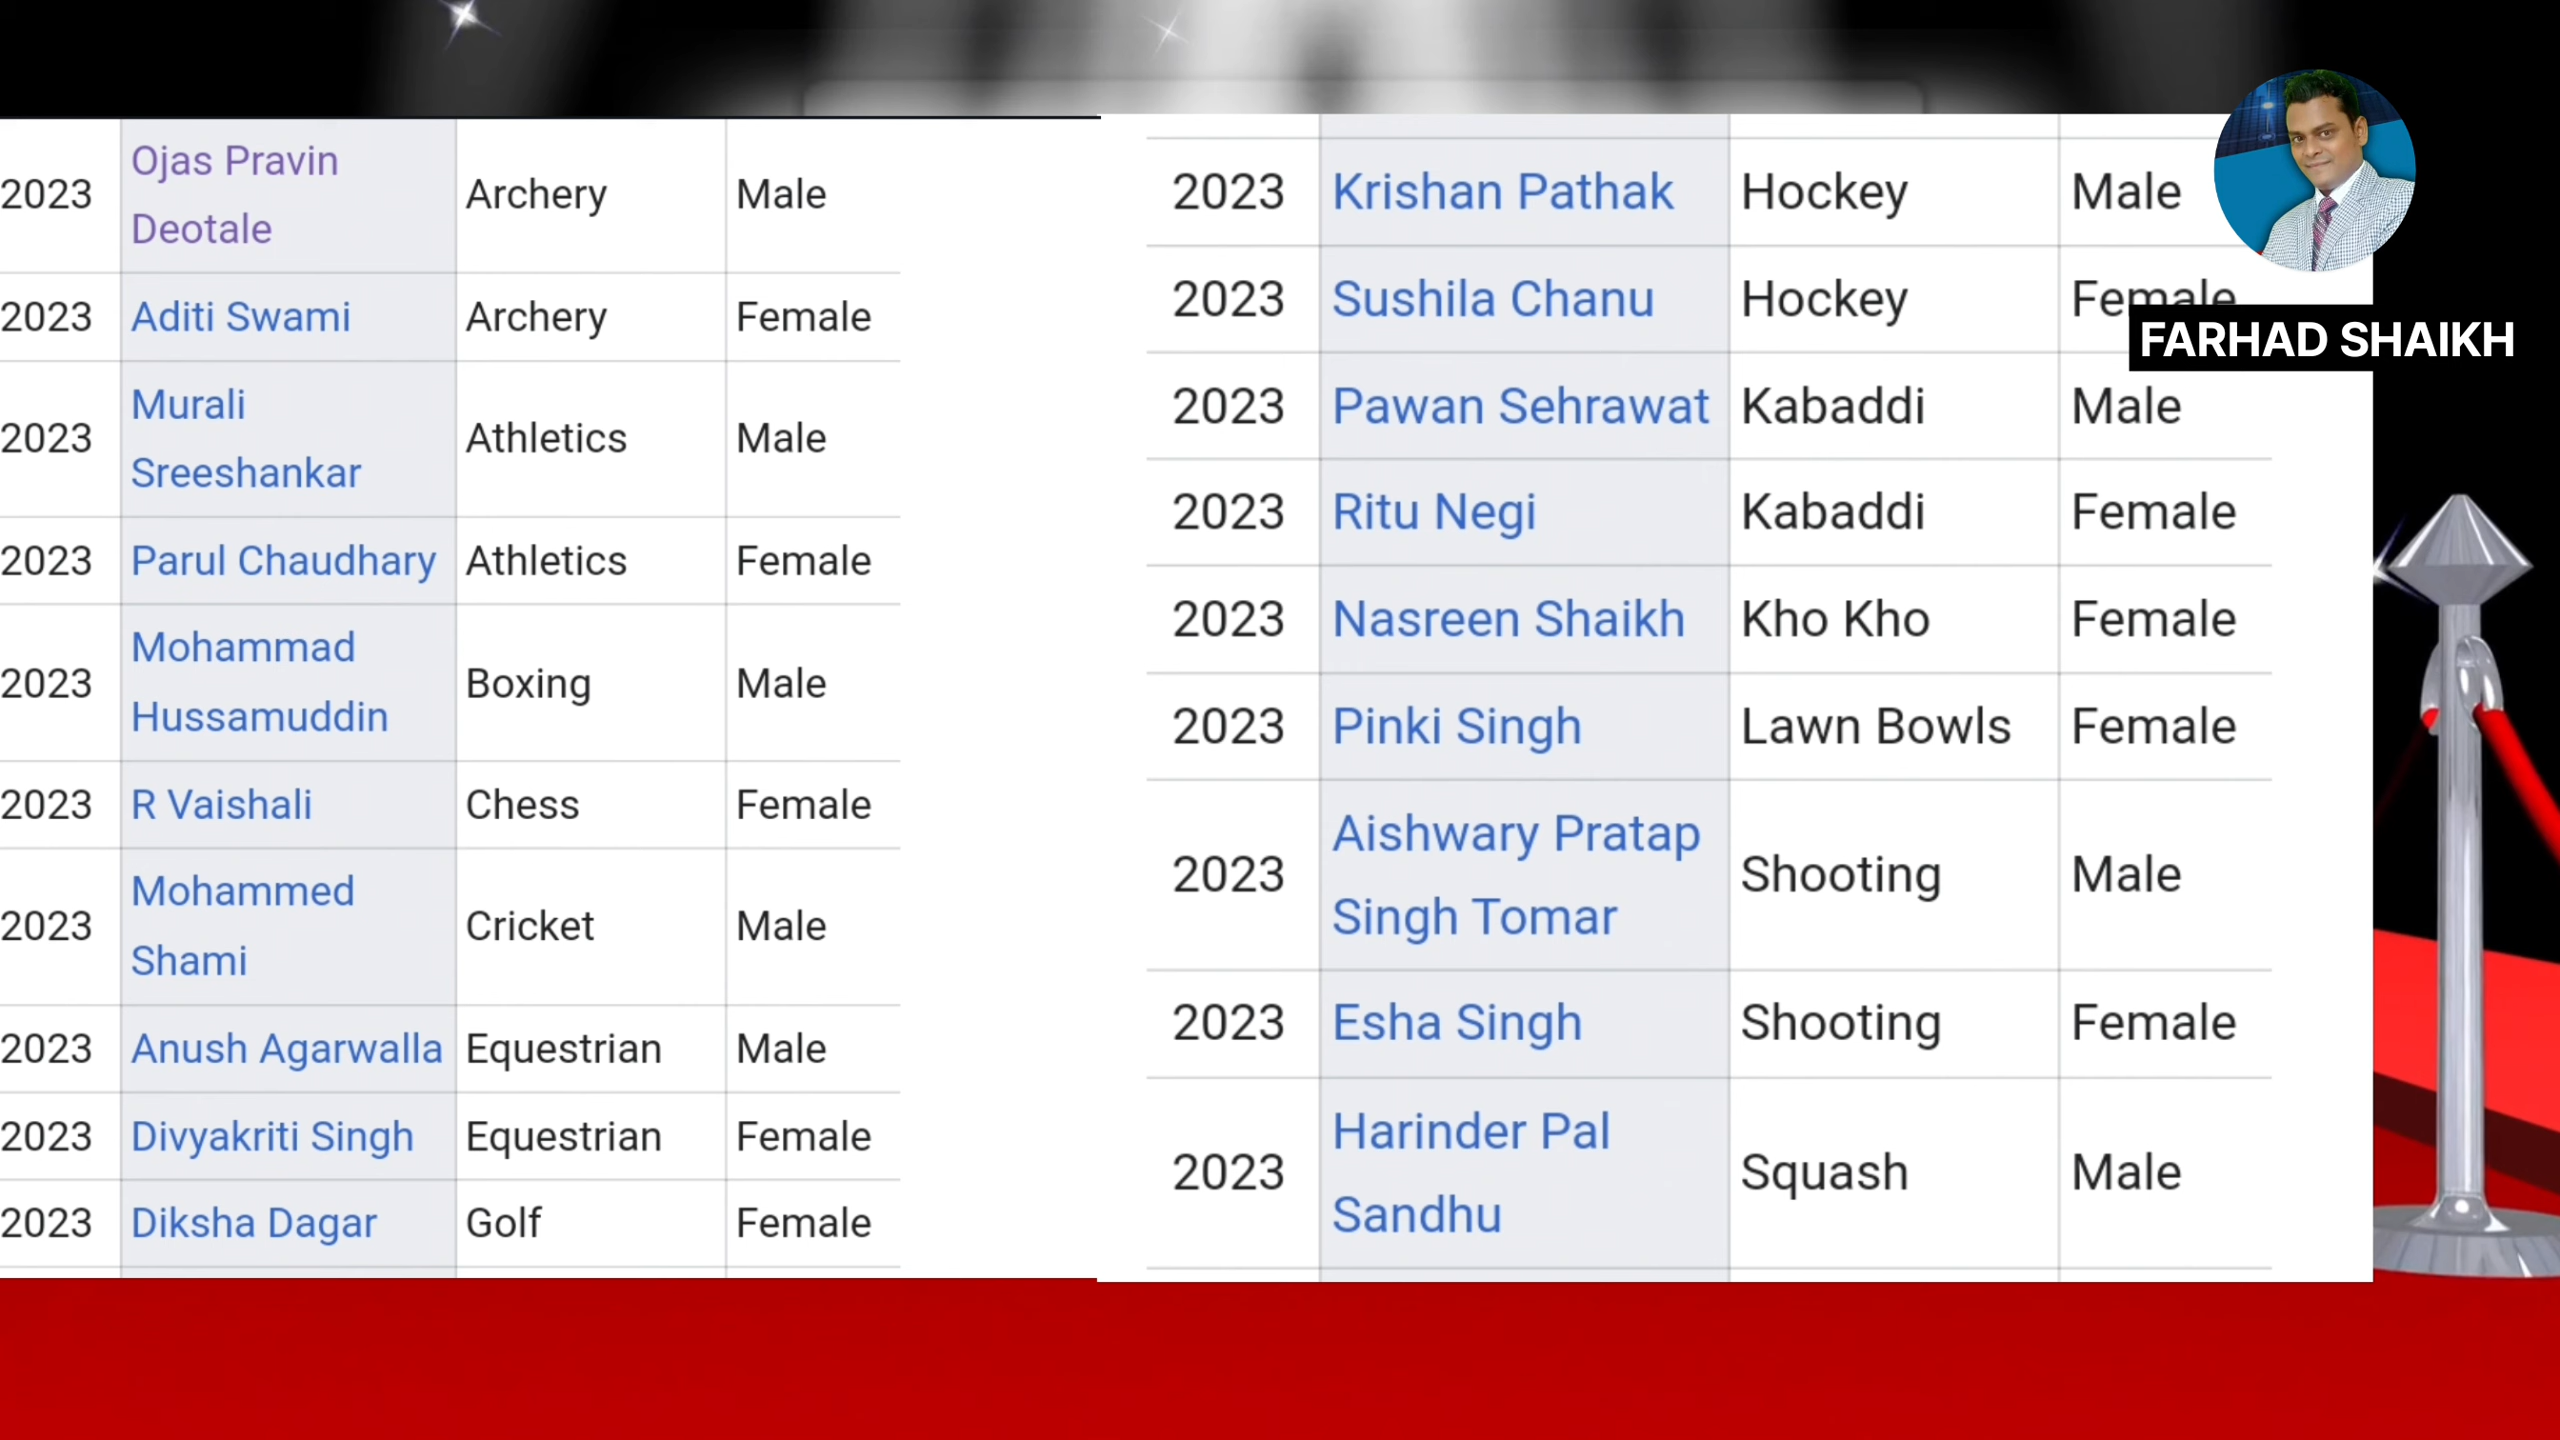 2023 Ojas Pravin Deotale Archery Male
2023 Aditi Swami Archery Female
2023 Murali Sreeshankar Athletics Male
2023 Parul Chaudhary Athletics Female
2023 Mohammad Hussamuddin Boxing Male
2023 R Vaishali Chess Female
2023 Mohammed Shami Cricket Male
2023 Anush Agarwalla Equestrian Male
2023 Divyakriti Singh Equestrian Female
2023 Diksha Dagar Golf Female
2023 Krishan Pathak Hockey Male
2023 Sushila Chanu Hockey Female
2023 Pawan Sehrawat Kabaddi Male
2023 Ritu Negi Kabaddi Female
2023 Nasreen Shaikh Kho Kho Female
2023 Pinki Singh Lawn Bowls Female
2023 Aishwary Pratap Singh Tomar Shooting Male
2023 Esha Singh Shooting Female
2023 Harinder Pal Sandhu Squash Male
FARHAD SHAIKH